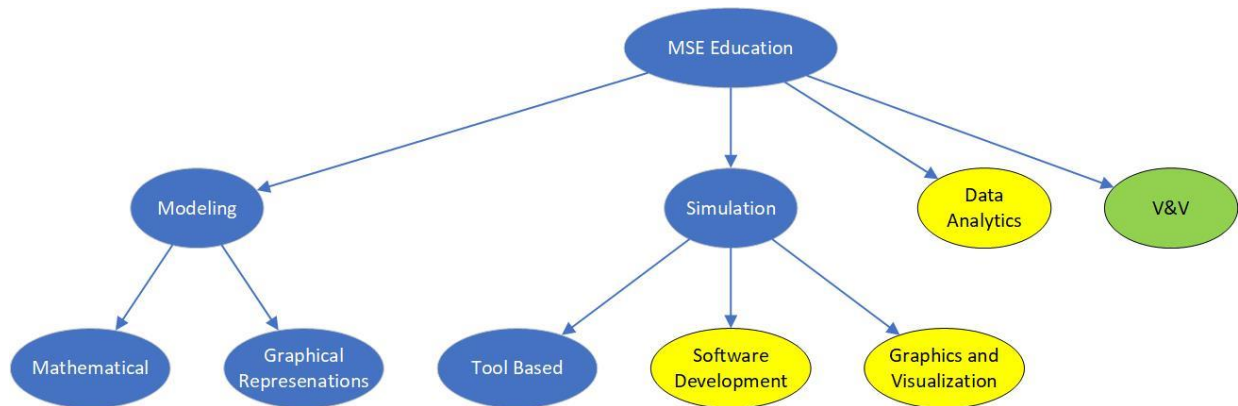 MSE Education
Modeling
Simulation
Data
Analytics
V&V
Mathematical
Graphical
Represenations
Tool Based
Software
Development
Graphics and
Visualization